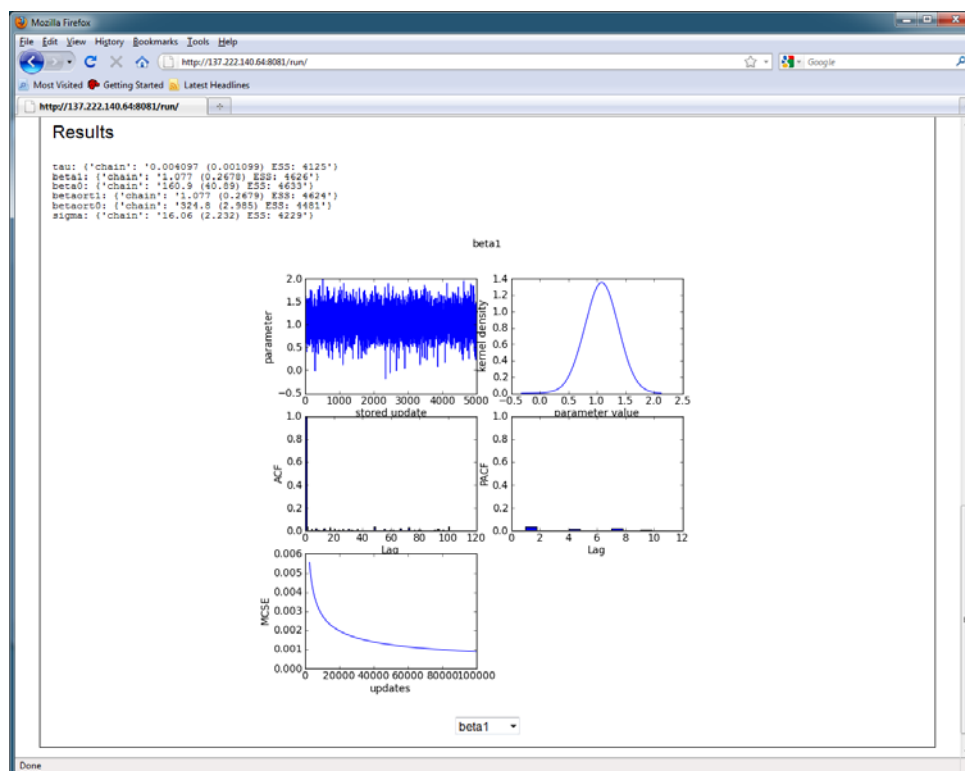 Mozilla Firefox
File Edit View History Bookmarks Tools Help
http://137.222.140.64:8081/run/
Google
Most Visited Getting Started Latest Headlines
http://137.222.140.64:8081/run/
Results
tau: {'chain': '0.004097 (0.001099) ESS: 4125'}
beta1: {'chain': '1.077 (0.2678) ESS: 4626'}
beta0: {'chain': '160.9 (40.89) ESS: 4633'}
betaort1: {'chain': '1.077 (0.2679) ESS: 4624'}
betaort0: {'chain': '324.8 (2.985) ESS: 4481'}
sigma: {'chain': '16.06 (2.232) ESS: 4229'}
beta1
parameter
2.0
1.5
1.0
0.5
0.0
−0.5
0 1000 2000 3000 4000 5000
stored update
kernel density
1.4
1.2
1.0
0.8
0.6
0.4
0.2
0.0
−0.5 0.0 0.5 1.0 1.5 2.0 2.5
parameter value
ACF
1.0
0.8
0.6
0.4
0.2
0.0
0 20 40 60 80 100 120
Lag
PACF
1.0
0.8
0.6
0.4
0.2
0.0
0 2 4 6 8 10 12
Lag
MCSE
0.006
0.005
0.004
0.003
0.002
0.001
0.000
0 20000 40000 60000 80000 100000
updates
beta1
Done